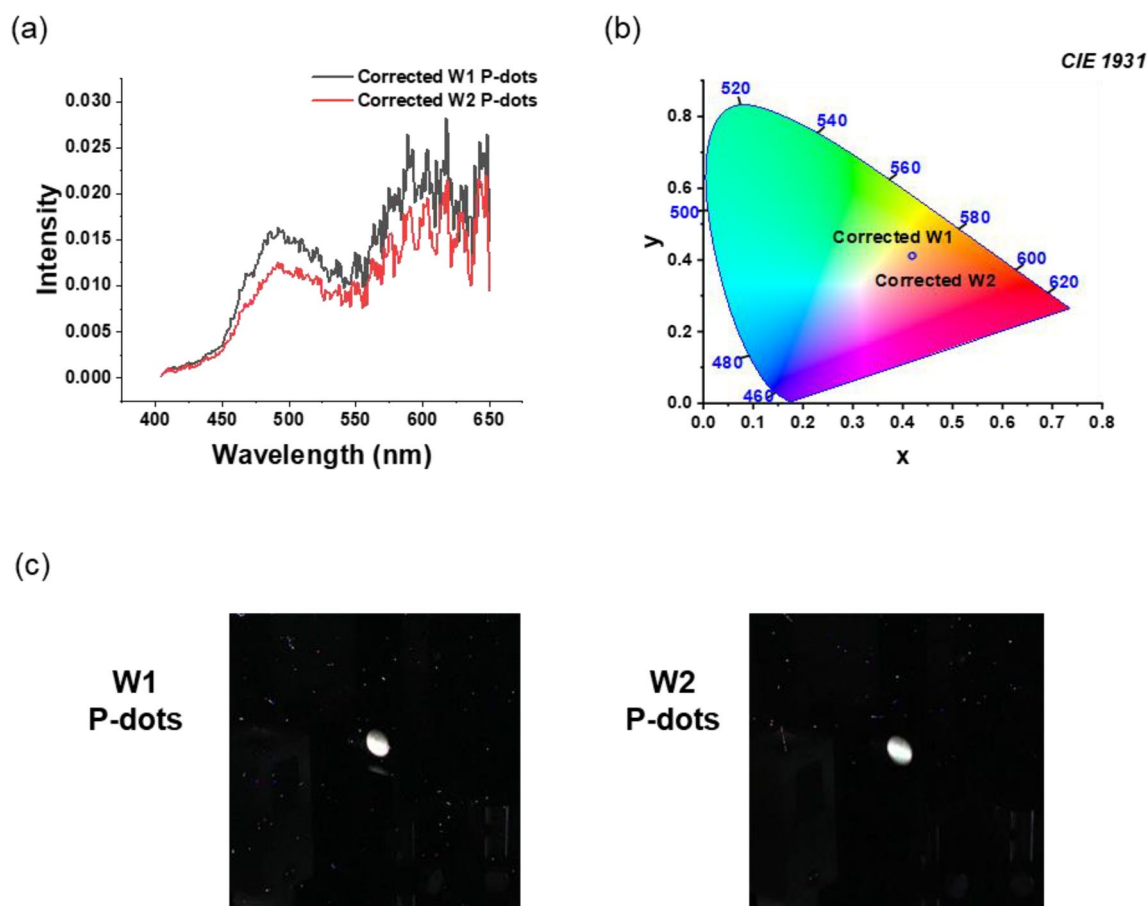 (a)
Corrected W1 P-dots
Corrected W2 P-dots
0.030
0.025
0.020
0.015
0.010
0.005
0.000
Intensity
400 450 500 550 600 650
Wavelength (nm)
(b)
CIE 1931
520
540
560
580
600
620
500
480
460
Corrected W1
Corrected W2
0.8
0.6
0.4
0.2
0.0
y
0.0 0.1 0.2 0.3 0.4 0.5 0.6 0.7 0.8
x
(c)
W1
P-dots
W2
P-dots